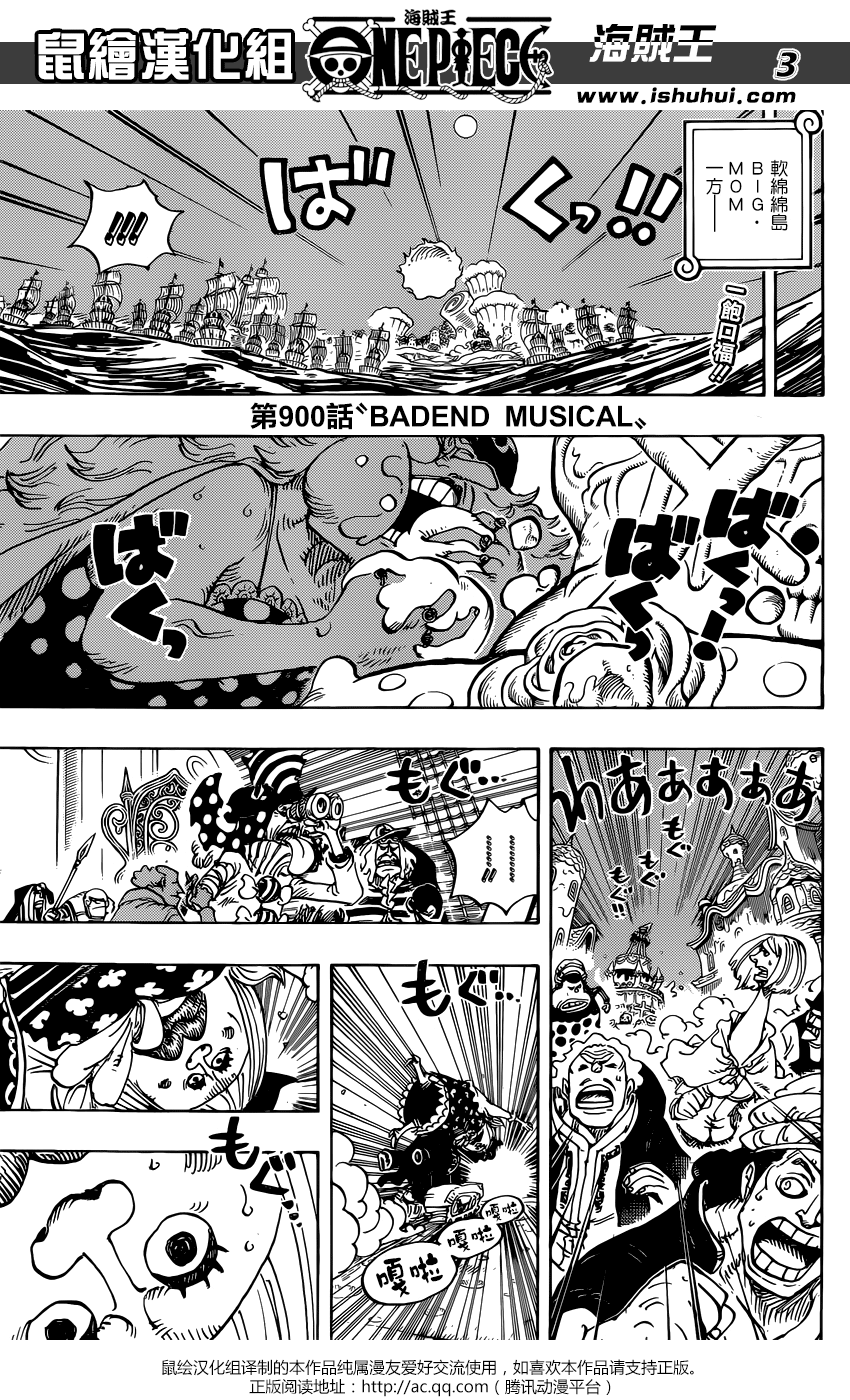 鼠繪漢化組
海賊王
ONE PIECE
海賊王
3
www.ishuhui.com
軟綿綿島
BIG・
MOM
一方——
一飽口福!!
ばくっ!!
!!!
第900話〝BADEND MUSICAL〟
ばくっ!
ばくっ
ばくっ
わあああああ
もぐ
もぐ
もぐ!!
もぐ…
………!!
もぐ…
嘎啦
嘎啦
嘎啦
もぐ…
鼠绘汉化组译制的本作品纯属漫友爱好交流使用，如喜欢本作品请支持正版。
正版阅读地址：http://ac.qq.com（腾讯动漫平台）